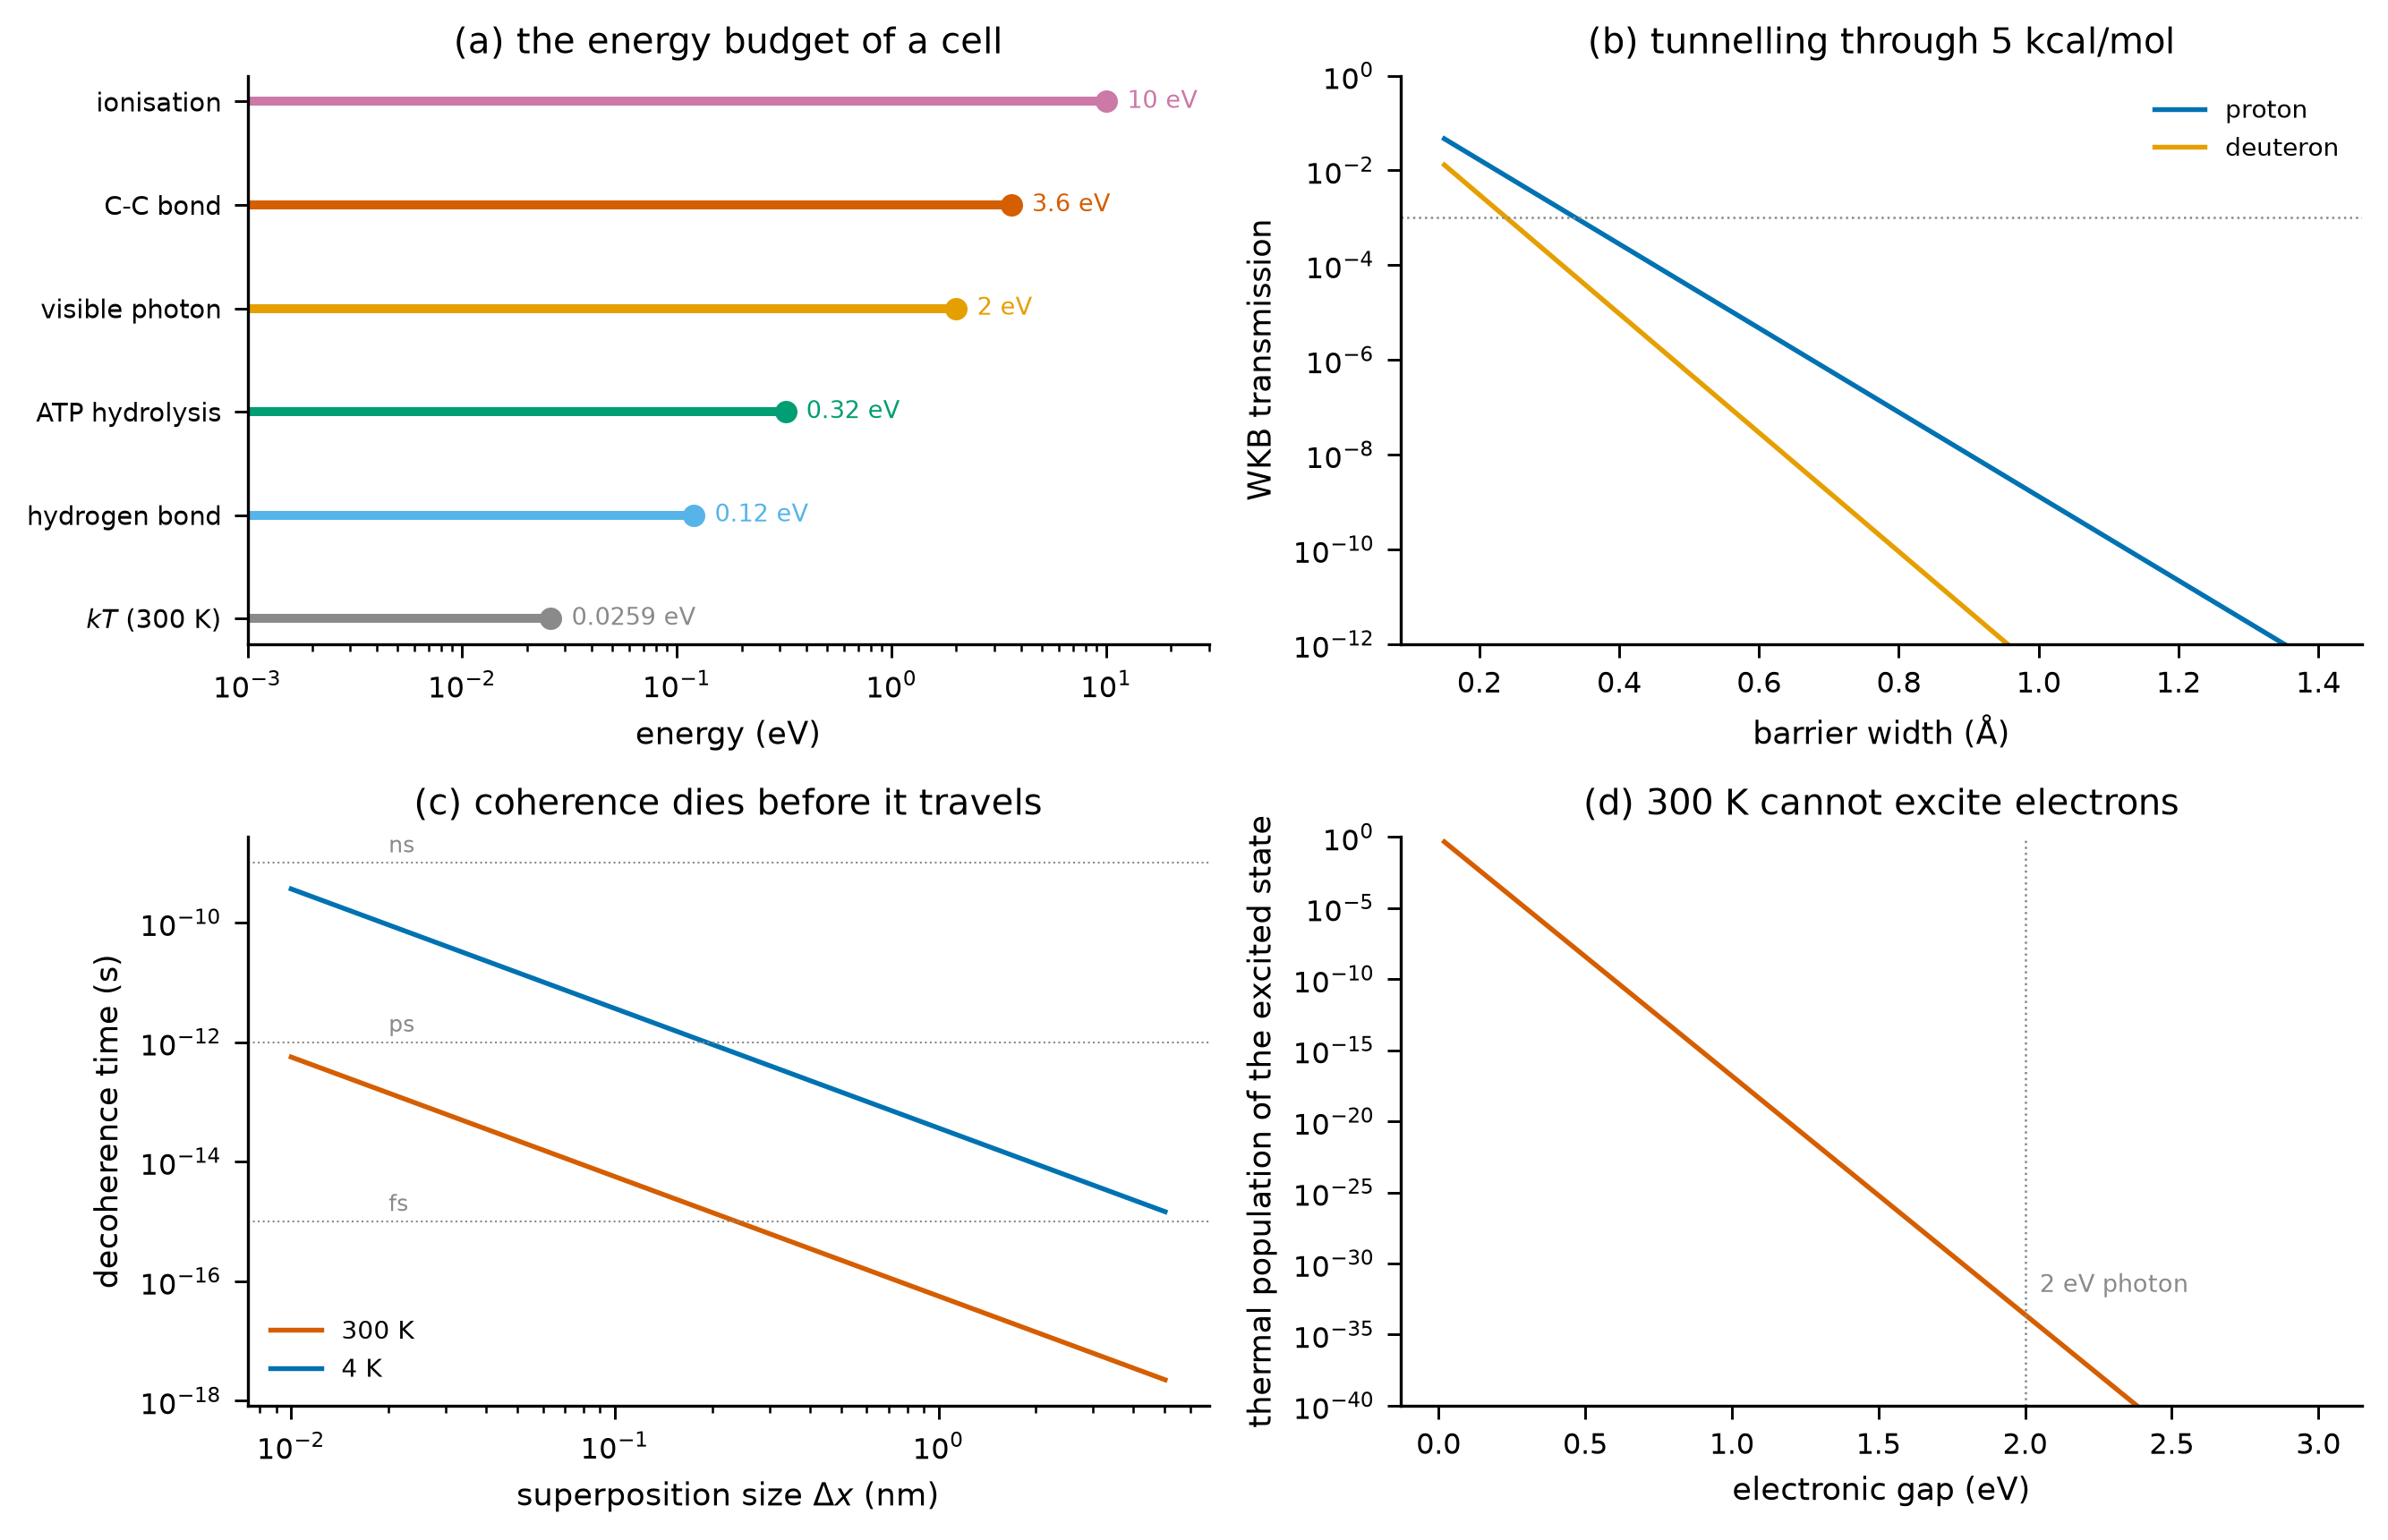 (a) the energy budget of a cell
ionisation
10 eV
C-C bond
3.6 eV
visible photon
2 eV
ATP hydrolysis
0.32 eV
hydrogen bond
0.12 eV
kT (300 K)
0.0259 eV
10⁻³ 10⁻² 10⁻¹ 10⁰ 10¹
energy (eV)
(b) tunnelling through 5 kcal/mol
proton
deuteron
WKB transmission
10⁰
10⁻²
10⁻⁴
10⁻⁶
10⁻⁸
10⁻¹⁰
10⁻¹²
0.2 0.4 0.6 0.8 1.0 1.2 1.4
barrier width (Å)
(c) coherence dies before it travels
ns
ps
fs
decoherence time (s)
10⁻¹⁰
10⁻¹²
10⁻¹⁴
10⁻¹⁶
10⁻¹⁸
300 K
4 K
10⁻² 10⁻¹ 10⁰
superposition size Δx (nm)
(d) 300 K cannot excite electrons
thermal population of the excited state
10⁰
10⁻⁵
10⁻¹⁰
10⁻¹⁵
10⁻²⁰
10⁻²⁵
10⁻³⁰
10⁻³⁵
10⁻⁴⁰
2 eV photon
0.0 0.5 1.0 1.5 2.0 2.5 3.0
electronic gap (eV)